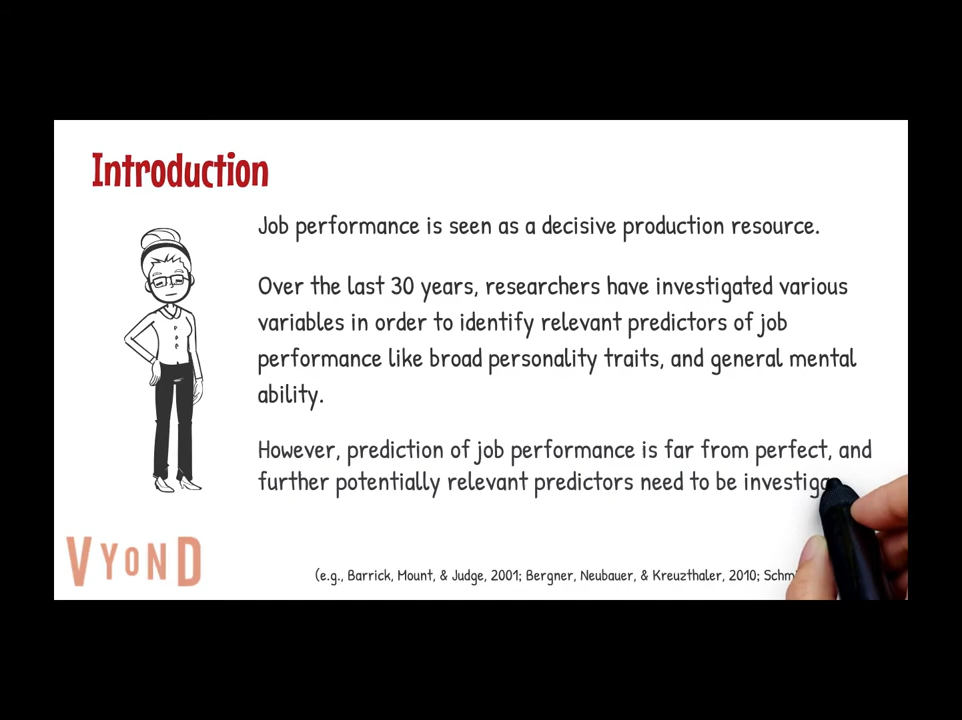 Introduction
Job performance is seen as a decisive production resource.
Over the last 30 years, researchers have investigated various
variables in order to identify relevant predictors of job
performance like broad personality traits, and general mental
ability.
However, prediction of job performance is far from perfect, and
further potentially relevant predictors need to be
VYOND
(e.g., Barrick, Mount, & Judge, 2001; Bergner, Neubauer, & Kreuzthaler, 2010;